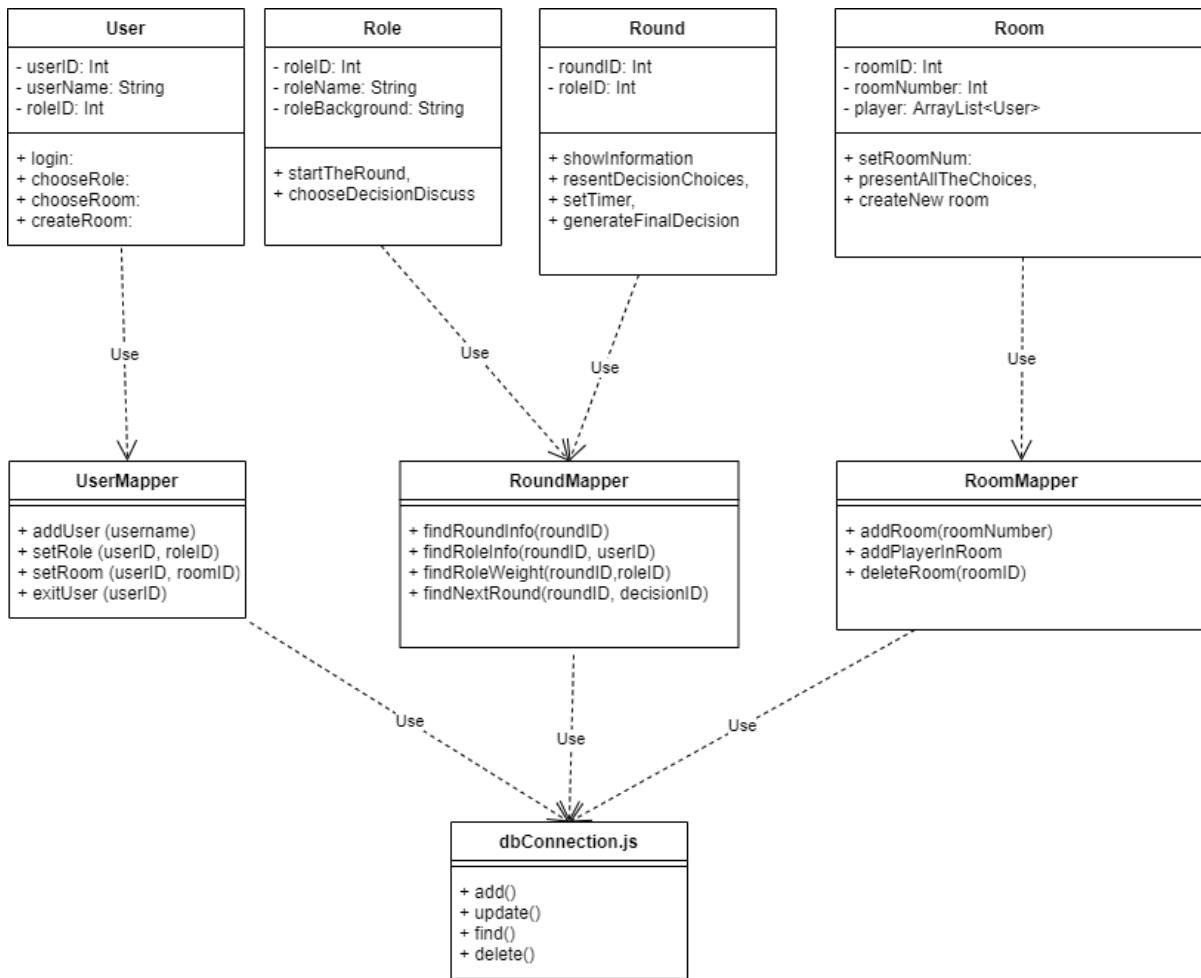 User
- userID: Int
- userName: String
- roleID: Int
+ login:
+ chooseRole:
+ chooseRoom:
+ createRoom:
Role
- roleID: Int
- roleName: String
- roleBackground: String
+ startTheRound,
+ chooseDecisionDiscuss
Round
- roundID: Int
- roleID: Int
+ showInformation
+ resentDecisionChoices,
+ setTimer,
+ generateFinalDecision
Room
- roomID: Int
- roomNumber: Int
- player: ArrayList<User>
+ setRoomNum:
+ presentAllTheChoices,
+ createNew room
Use
Use
Use
Use
UserMapper
+ addUser (username)
+ setRole (userID, roleID)
+ setRoom (userID, roomID)
+ exitUser (userID)
RoundMapper
+ findRoundInfo(roundID)
+ findRoleInfo(roundID, userID)
+ findRoleWeight(roundID,roleID)
+ findNextRound(roundID, decisionID)
RoomMapper
+ addRoom(roomNumber)
+ addPlayerInRoom
+ deleteRoom(roomID)
Use
Use
Use
dbConnection.js
+ add()
+ update()
+ find()
+ delete()